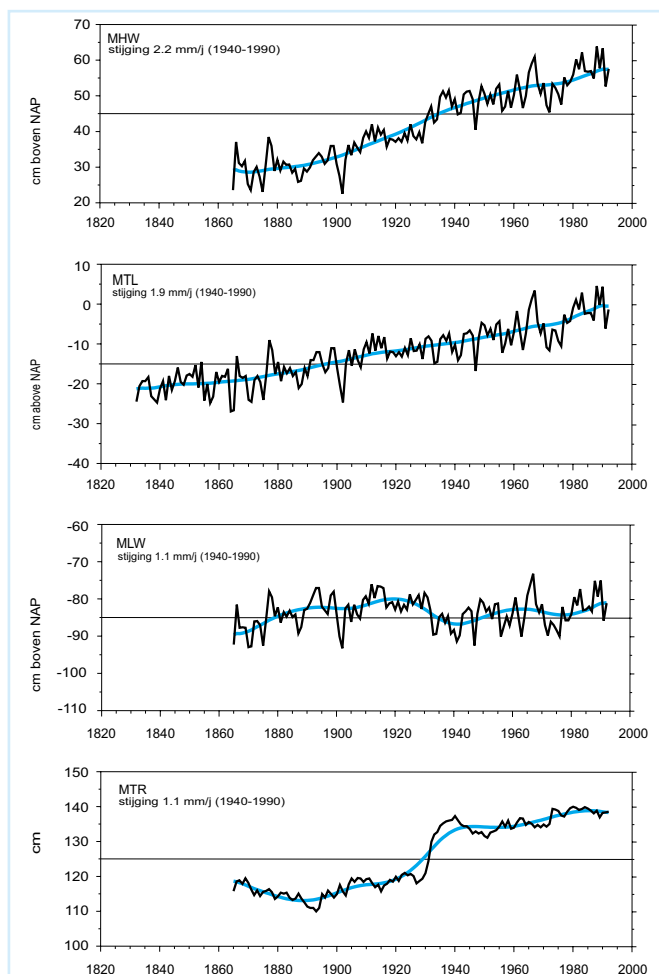 70
MHW
stijging 2.2 mm/j (1940-1990)
60
50
40
30
20
cm boven NAP
1820 1840 1860 1880 1900 1920 1940 1960 1980 2000
10
MTL
stijging 1.9 mm/j (1940-1990)
0
-10
-20
-30
-40
cm above NAP
1820 1840 1860 1880 1900 1920 1940 1960 1980 2000
-60
MLW
stijging 1.1 mm/j (1940-1990)
-70
-80
-90
-100
-110
cm boven NAP
1820 1840 1860 1880 1900 1920 1940 1960 1980 2000
150
MTR
stijging 1.1 mm/j (1940-1990)
140
130
120
110
100
cm
1820 1840 1860 1880 1900 1920 1940 1960 1980 2000